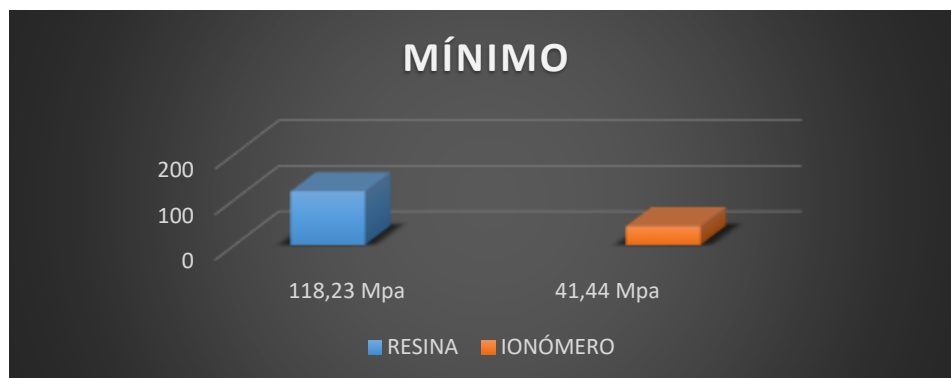 MÍNIMO
200
100
0
118,23 Mpa 41,44 Mpa
RESINA IONÓMERO